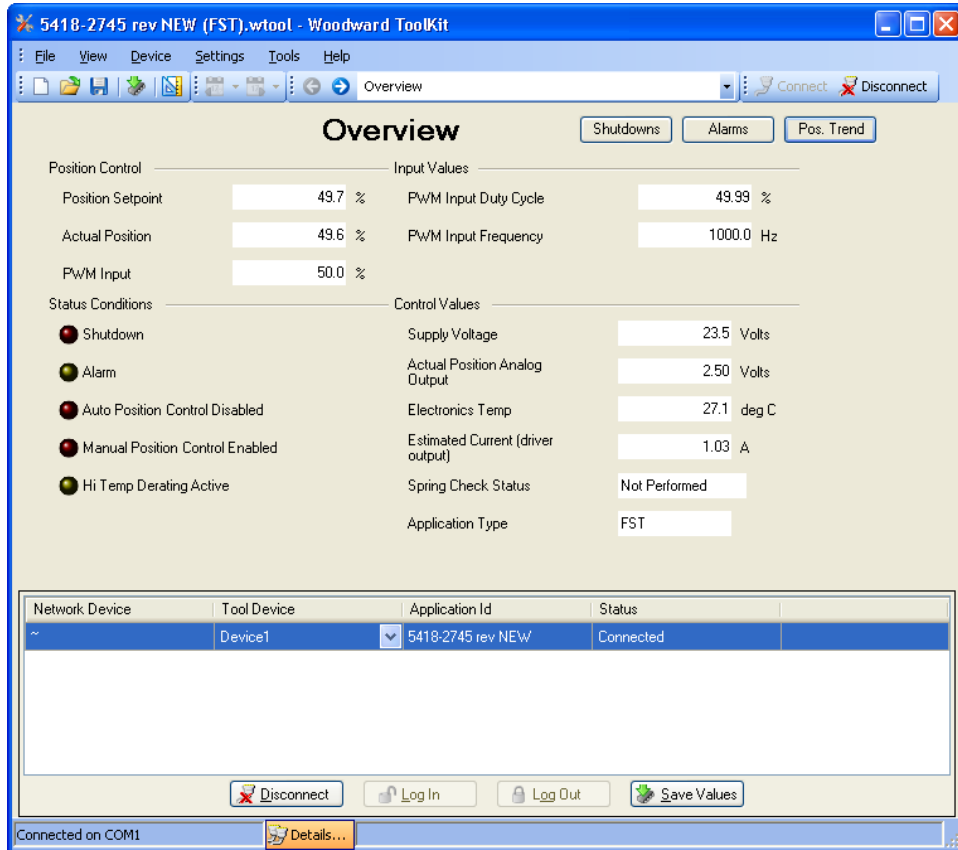 5418-2745 rev NEW (FST).wtool - Woodward ToolKit
File View Device Settings Tools Help
Overview Connect Disconnect
Overview Shutdowns Alarms Pos. Trend
Position Control
Position Setpoint 49.7 %
Actual Position 49.6 %
PWM Input 50.0 %
Input Values
PWM Input Duty Cycle 49.99 %
PWM Input Frequency 1000.0 Hz
Status Conditions
Shutdown
Alarm
Auto Position Control Disabled
Manual Position Control Enabled
Hi Temp Derating Active
Control Values
Supply Voltage 23.5 Volts
Actual Position Analog
Output 2.50 Volts
Electronics Temp 27.1 deg C
Estimated Current (driver
output) 1.03 A
Spring Check Status Not Performed
Application Type FST
Network Device Tool Device Application Id Status
~ Device1 5418-2745 rev NEW Connected
Disconnect Log In Log Out Save Values
Connected on COM1 Details...